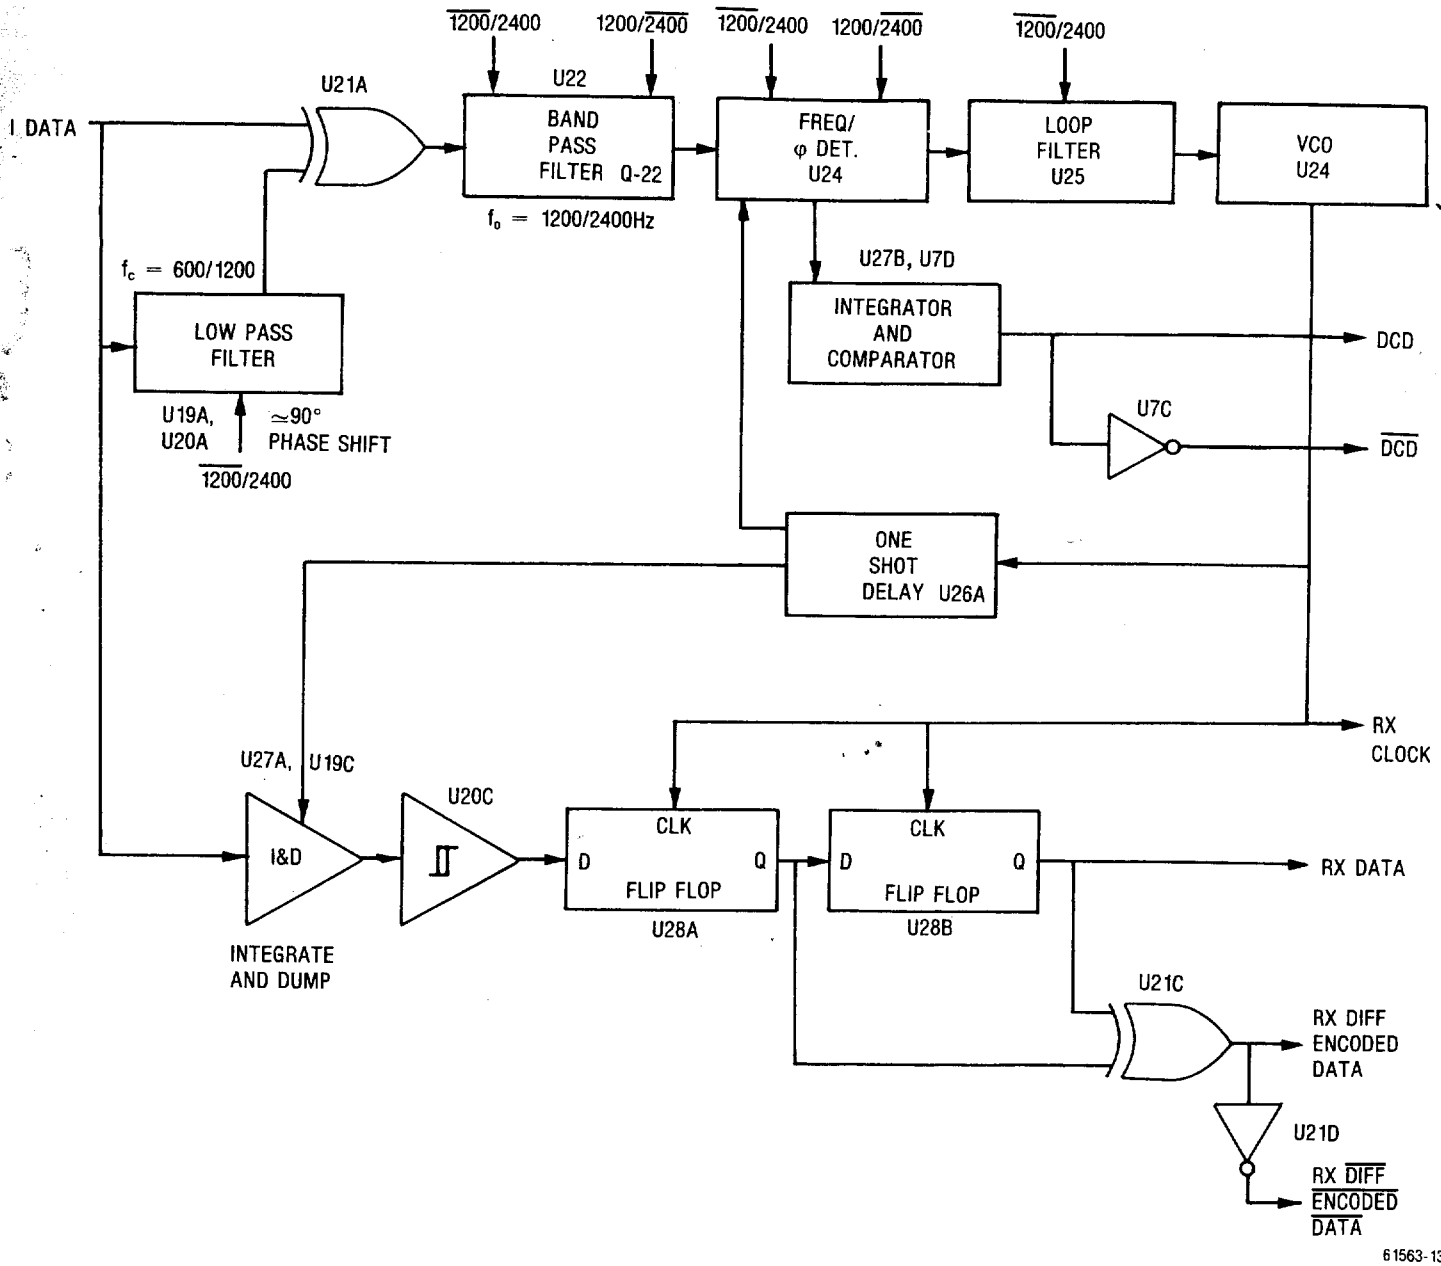 1200/2400
1200/2400
1200/2400
1200/2400
1200/2400
U21A
U22
I DATA
BAND
PASS
FILTER Q-22
FREQ/
φ DET.
U24
LOOP
FILTER
U25
VCO
U24
f₀ = 1200/2400Hz
f꜀ = 600/1200
LOW PASS
FILTER
U19A,
U20A
≃90°
PHASE SHIFT
1200/2400
U27B, U7D
INTEGRATOR
AND
COMPARATOR
DCD
U7C
DCD
ONE
SHOT
DELAY U26A
RX
CLOCK
U27A, U19C
U20C
I&D
INTEGRATE
AND DUMP
CLK
D Q
FLIP FLOP
U28A
CLK
D Q
FLIP FLOP
U28B
RX DATA
U21C
RX DIFF
ENCODED
DATA
U21D
RX DIFF
ENCODED
DATA
61563-13